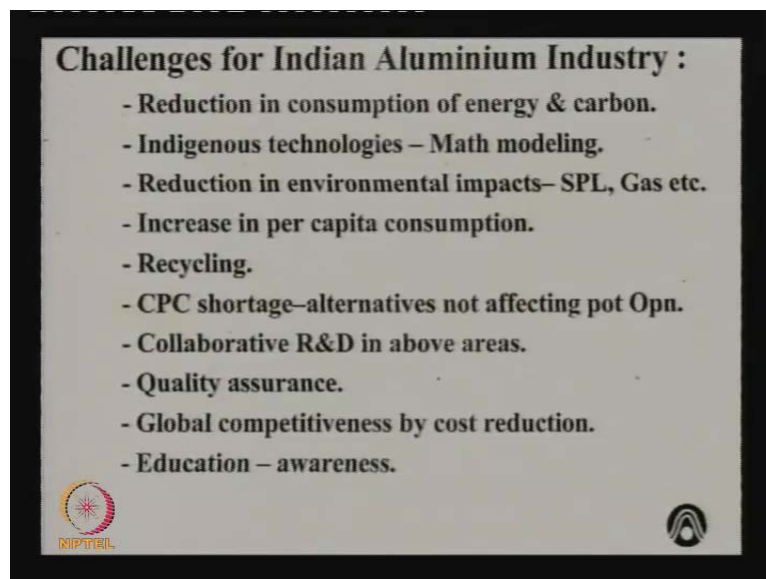 Challenges for Indian Aluminium Industry :
- Reduction in consumption of energy & carbon.
- Indigenous technologies – Math modeling.
- Reduction in environmental impacts– SPL, Gas etc.
- Increase in per capita consumption.
- Recycling.
- CPC shortage–alternatives not affecting pot Opn.
- Collaborative R&D in above areas.
- Quality assurance.
- Global competitiveness by cost reduction.
- Education – awareness.
NPTEL